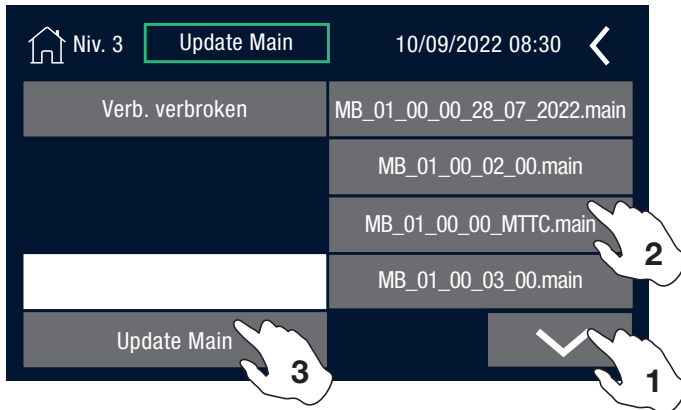 Niv. 3 Update Main 10/09/2022 08:30
Verb. verbroken MB_01_00_00_28_07_2022.main
MB_01_00_02_00.main
MB_01_00_00_MTTC.main
2
MB_01_00_03_00.main
Update Main
3
1